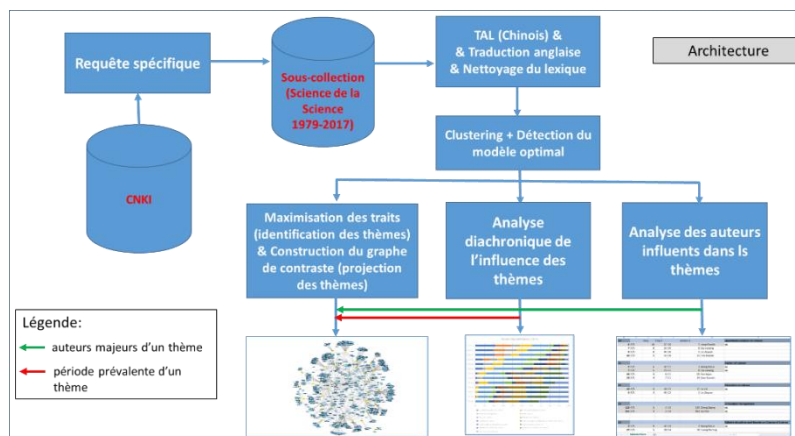 Requête spécifique
Sous-collection
(Science de la
Science
1979-2017)
TAL (Chinois) &
& Traduction anglaise
& Nettoyage du lexique
Architecture
CNKI
Clustering + Détection du
modèle optimal
Maximisation des traits
(identification des thèmes)
& Construction du graphe
de contraste (projection
des thèmes)
Analyse
diachronique de
l'influence des
thèmes
Analyse des auteurs
influents dans ls
thèmes
Légende:
auteurs majeurs d'un thème
période prévalente d'un
thème